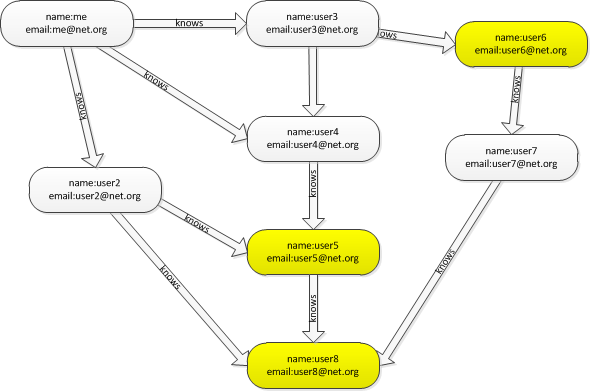 name:me
email:me@net.org
knows
name:user3
email:user3@net.org
ows
name:user6
email:user6@net.org
knows
knows
knows
name:user4
email:user4@net.org
name:user7
email:user7@net.org
name:user2
email:user2@net.org
knows
knows
name:user5
email:user5@net.org
knows
knows
knows
name:user8
email:user8@net.org